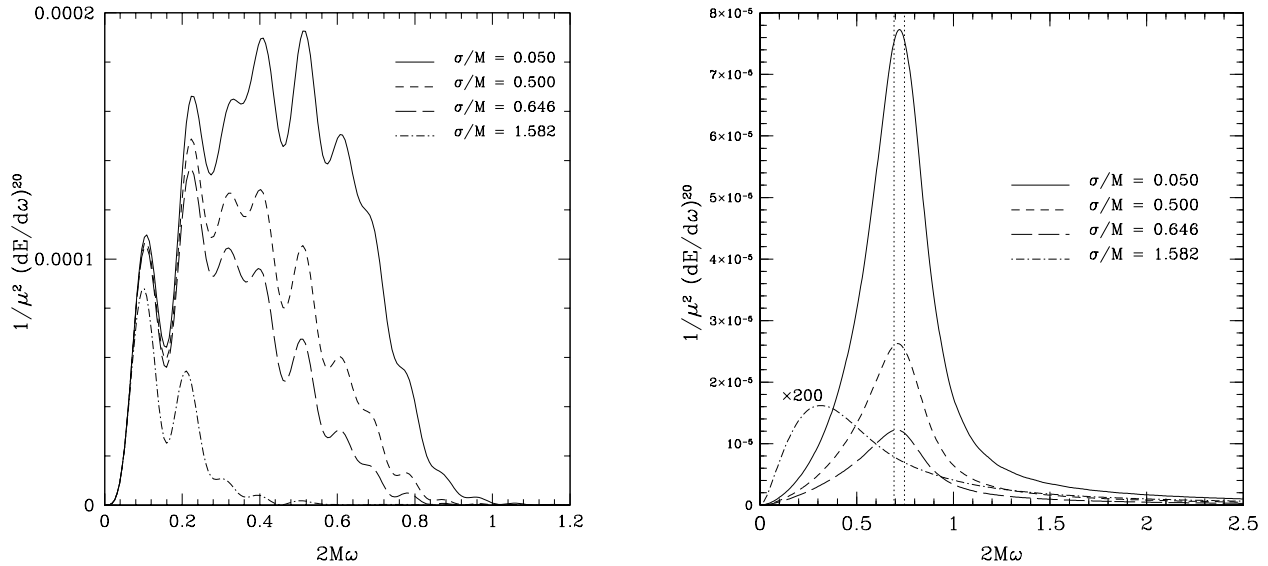 0.0002
0.0001
0
1/μ² (dE/dω)²⁰
σ/M = 0.050
σ/M = 0.500
σ/M = 0.646
σ/M = 1.582
0 0.2 0.4 0.6 0.8 1 1.2
2Mω
8×10⁻⁵
7×10⁻⁵
6×10⁻⁵
5×10⁻⁵
4×10⁻⁵
3×10⁻⁵
2×10⁻⁵
10⁻⁵
0
1/μ² (dE/dω)²⁰
σ/M = 0.050
σ/M = 0.500
σ/M = 0.646
σ/M = 1.582
×200
0 0.5 1 1.5 2 2.5
2Mω